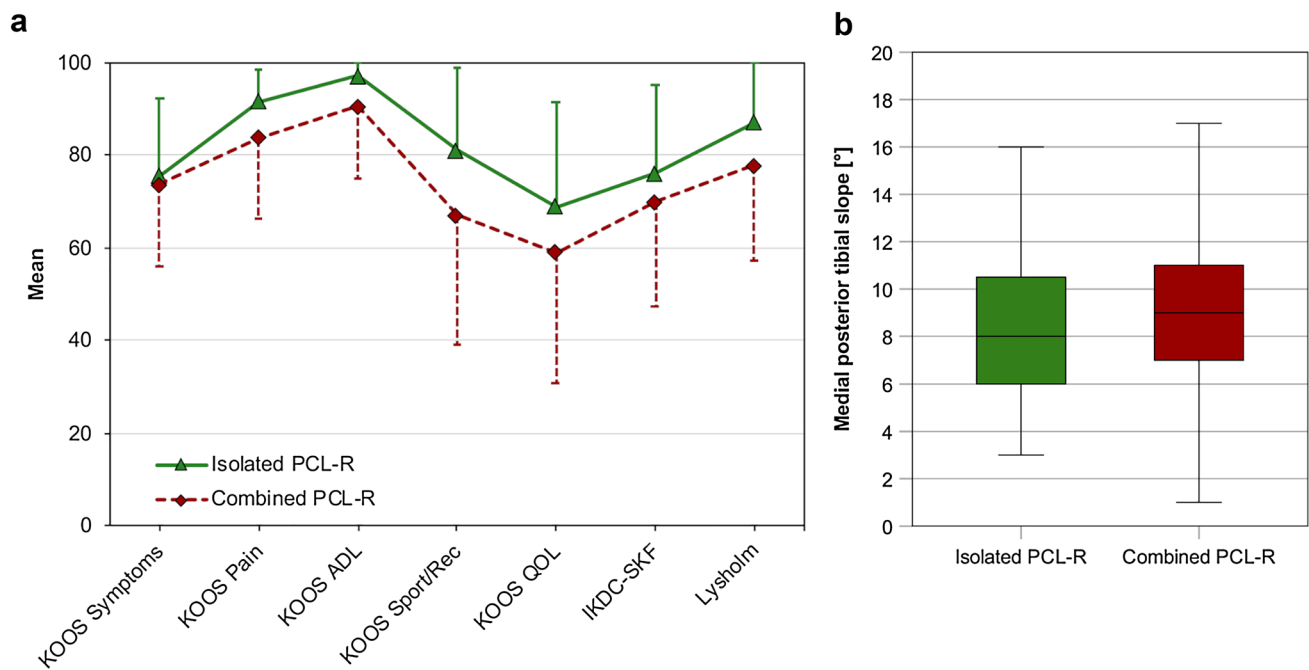 a
100
80
60
40
20
0
Mean
Isolated PCL-R
Combined PCL-R
KOOS Symptoms
KOOS Pain
KOOS ADL
KOOS Sport/Rec
KOOS QOL
IKDC-SKF
Lysholm
b
20
18
16
14
12
10
8
6
4
2
0
Medial posterior tibial slope [°]
Isolated PCL-R
Combined PCL-R